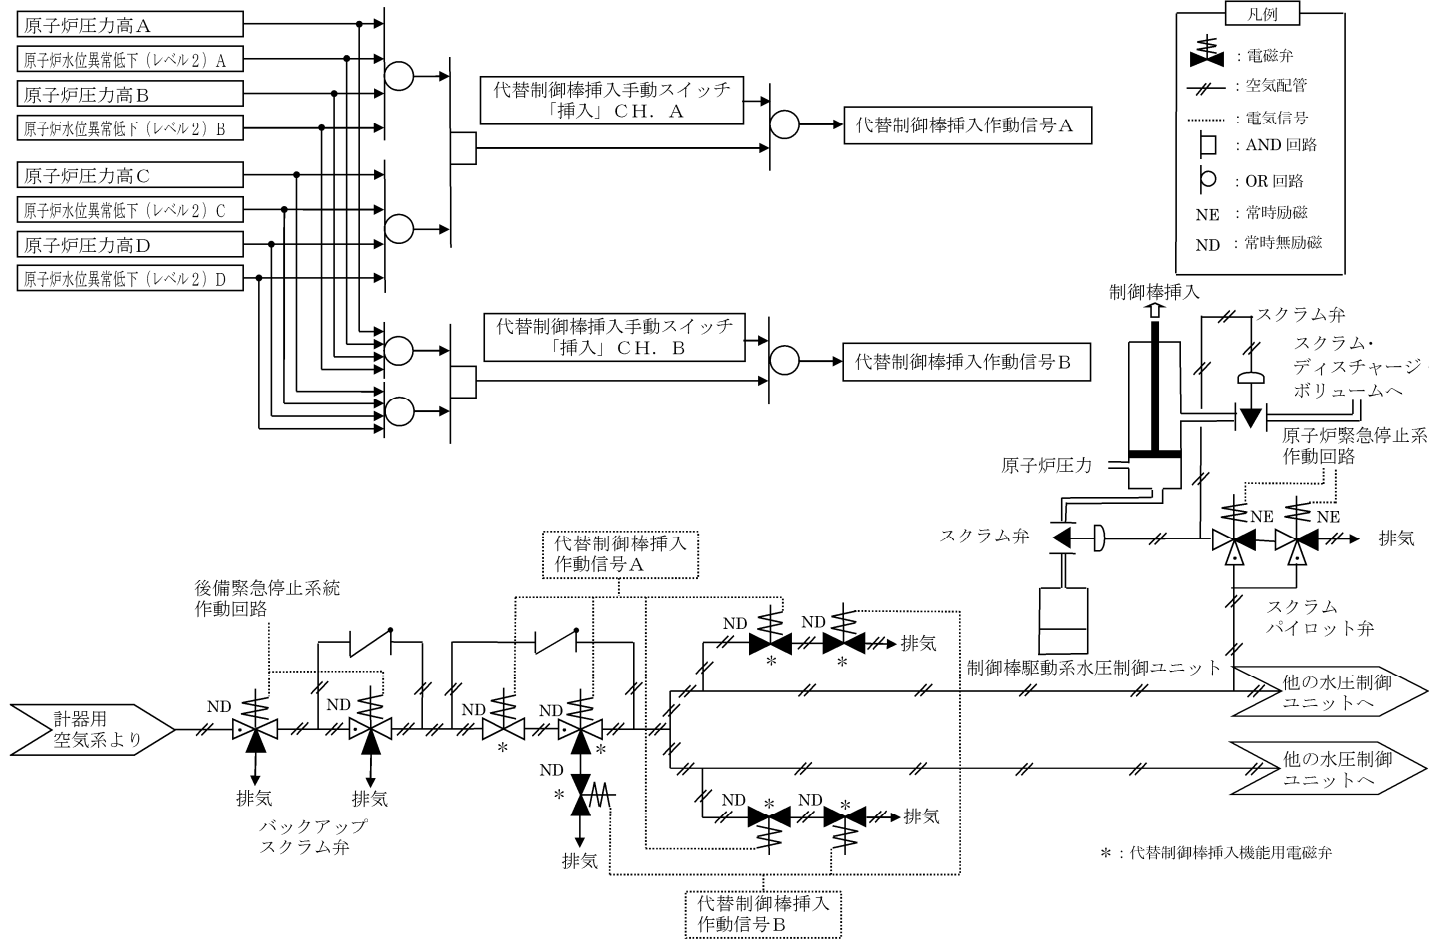 原子炉圧力高A
原子炉水位異常低下（レベル2）A
原子炉圧力高B
原子炉水位異常低下（レベル2）B
原子炉圧力高C
原子炉水位異常低下（レベル2）C
原子炉圧力高D
原子炉水位異常低下（レベル2）D
代替制御棒挿入手動スイッチ
「挿入」CH. A
代替制御棒挿入作動信号A
代替制御棒挿入手動スイッチ
「挿入」CH. B
代替制御棒挿入作動信号B
凡例
：電磁弁
：空気配管
：電気信号
：AND回路
：OR回路
NE ：常時励磁
ND ：常時無励磁
制御棒挿入
スクラム弁
スクラム・
ディスチャージ・
ボリュームへ
原子炉緊急停止系
作動回路
原子炉圧力
スクラム弁
NE
NE
排気
スクラム
パイロット弁
制御棒駆動系水圧制御ユニット
代替制御棒挿入
作動信号A
後備緊急停止系統
作動回路
計器用
空気系より
ND
ND
排気
排気
バックアップ
スクラム弁
ND
*
ND
*
ND
*
排気
ND
*
ND
*
排気
他の水圧制御
ユニットへ
ND
*
ND
*
排気
他の水圧制御
ユニットへ
代替制御棒挿入
作動信号B
*：代替制御棒挿入機能用電磁弁